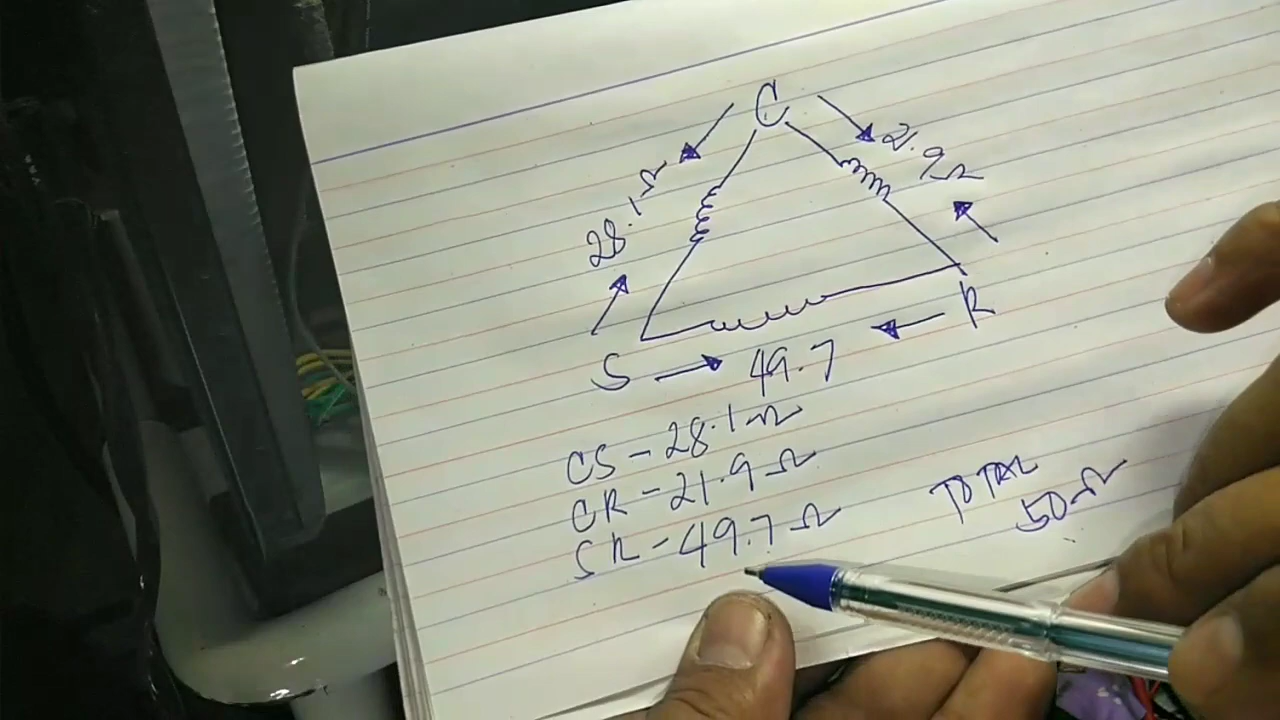 C
28.1Ω
21.9Ω
S
49.7
R
CS - 28.1Ω
CR - 21.9Ω
SR - 49.7Ω
TOTAL
50Ω